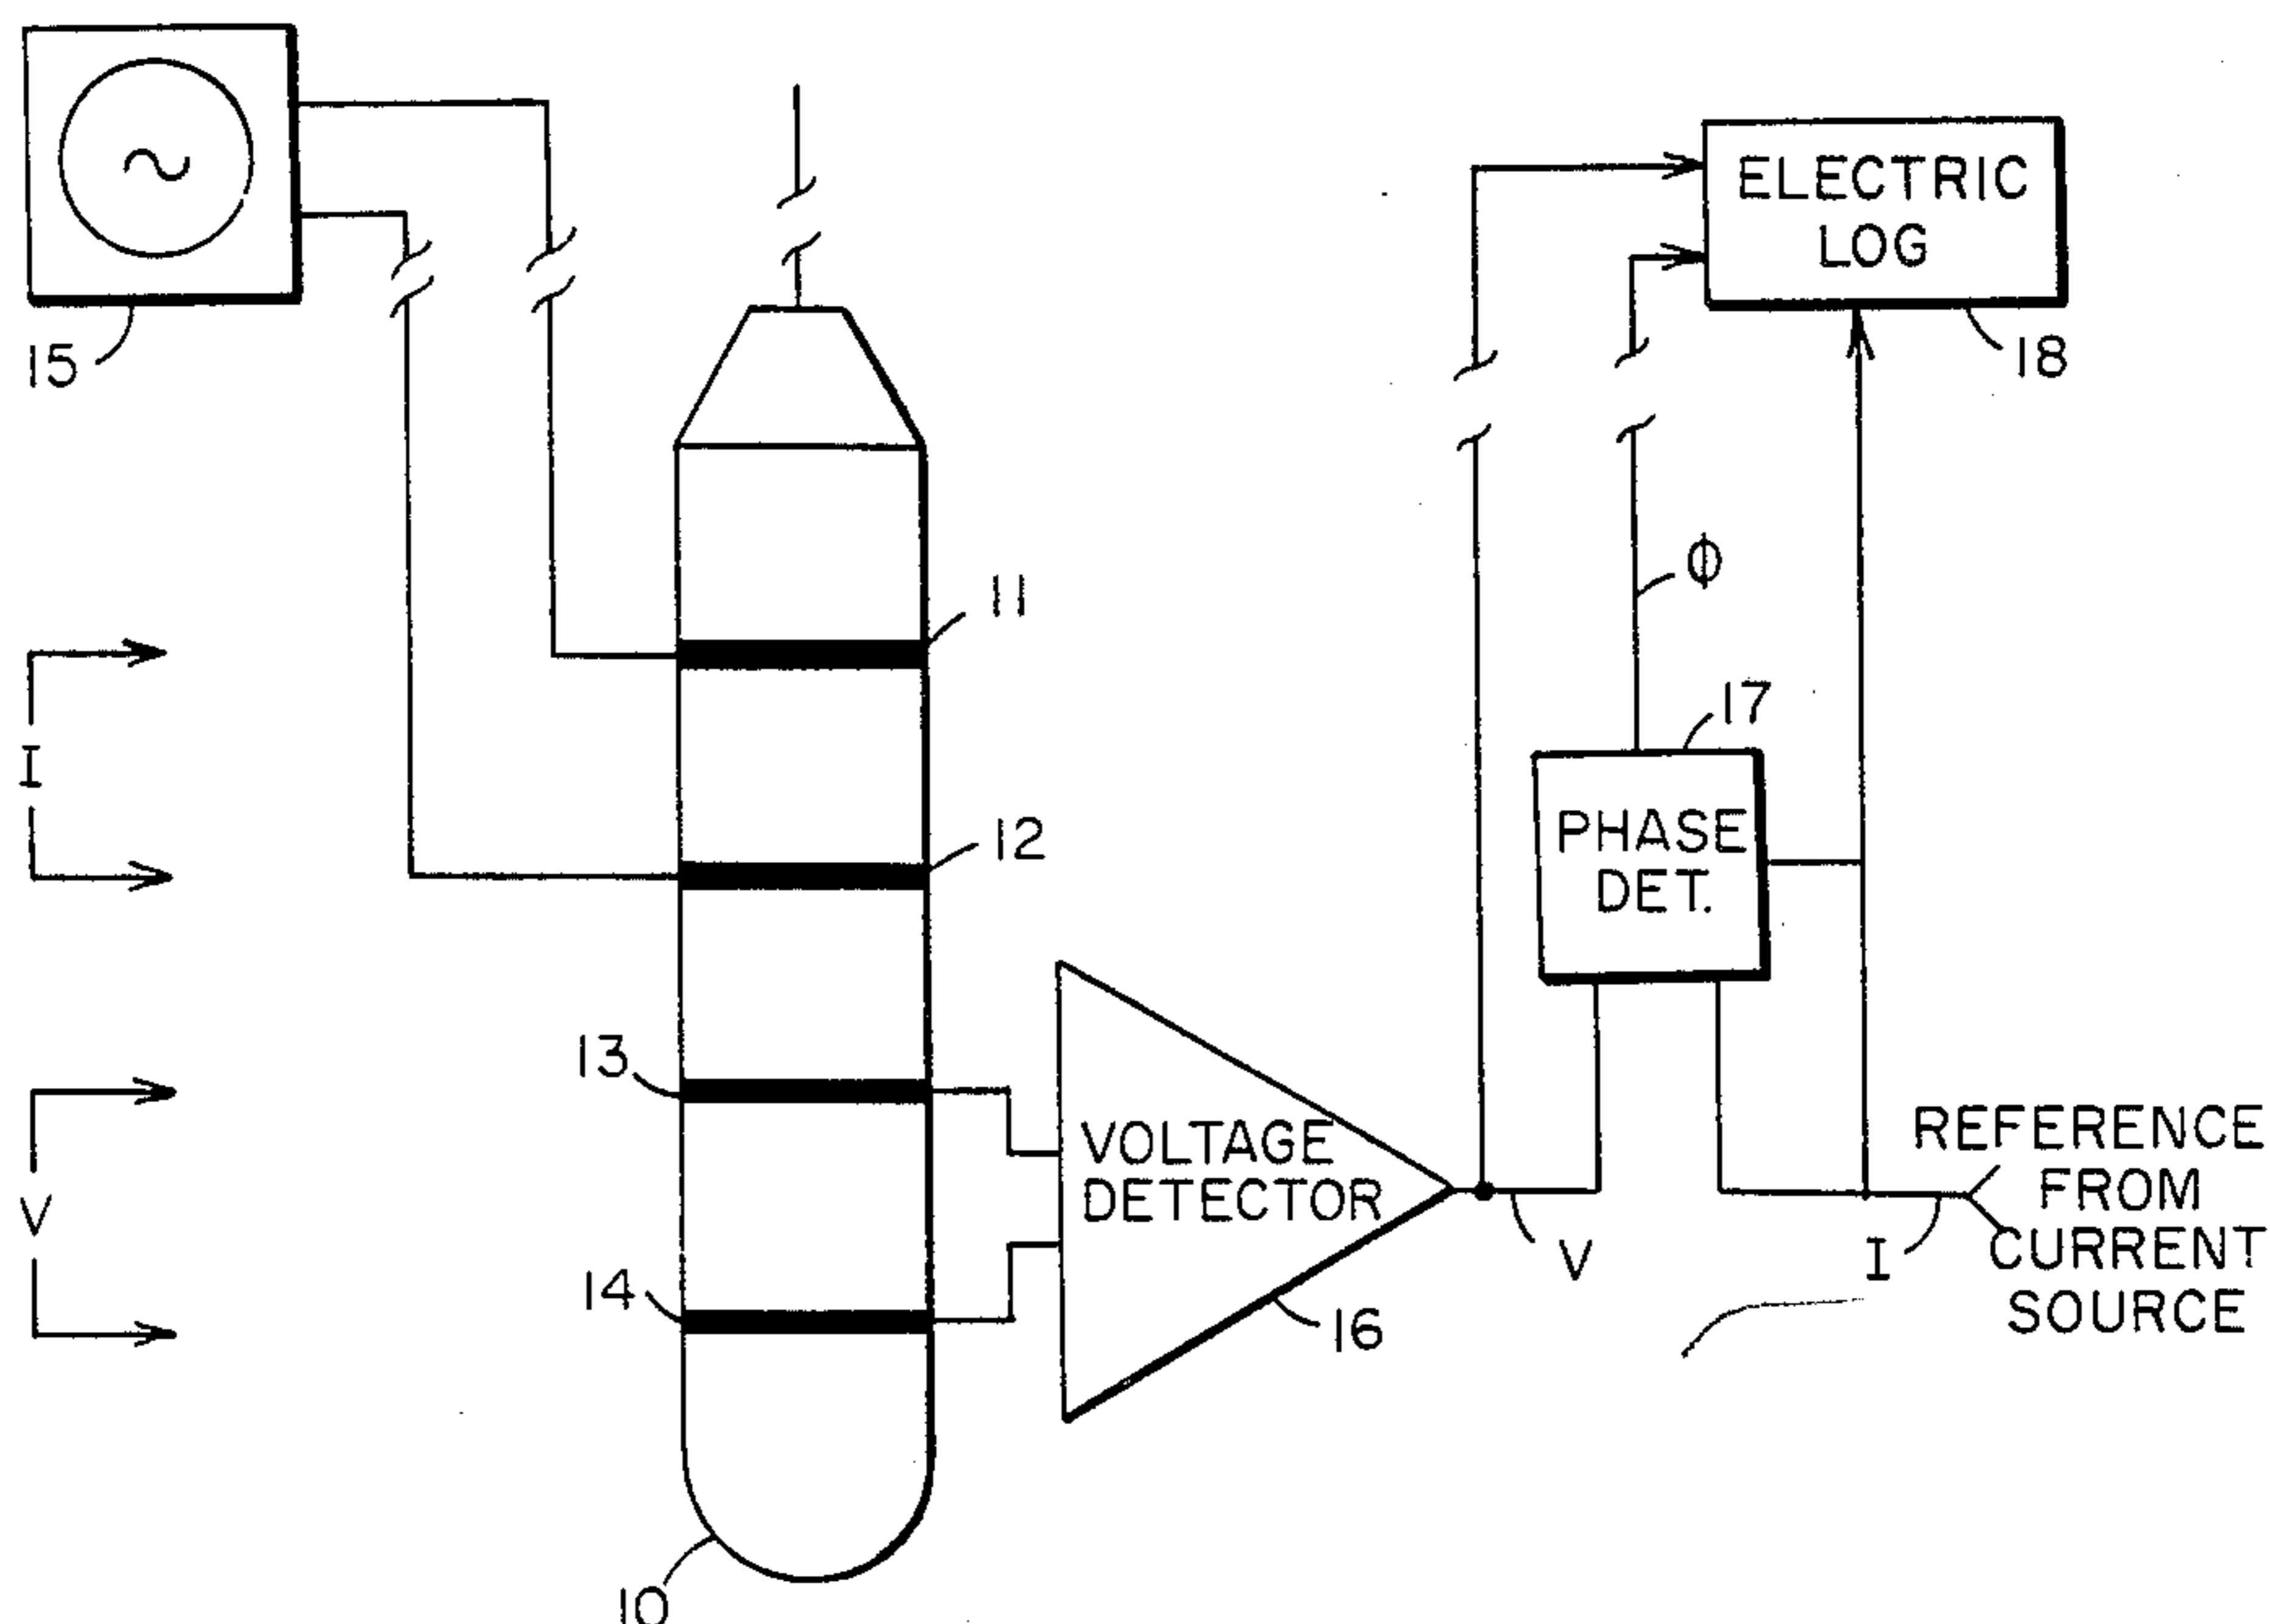 ~
15
ELECTRIC
LOG
18
11
ϕ
I
17
12
PHASE
DET.
13
VOLTAGE
DETECTOR
V
14
16
V
I
REFERENCE
FROM
CURRENT
SOURCE
10